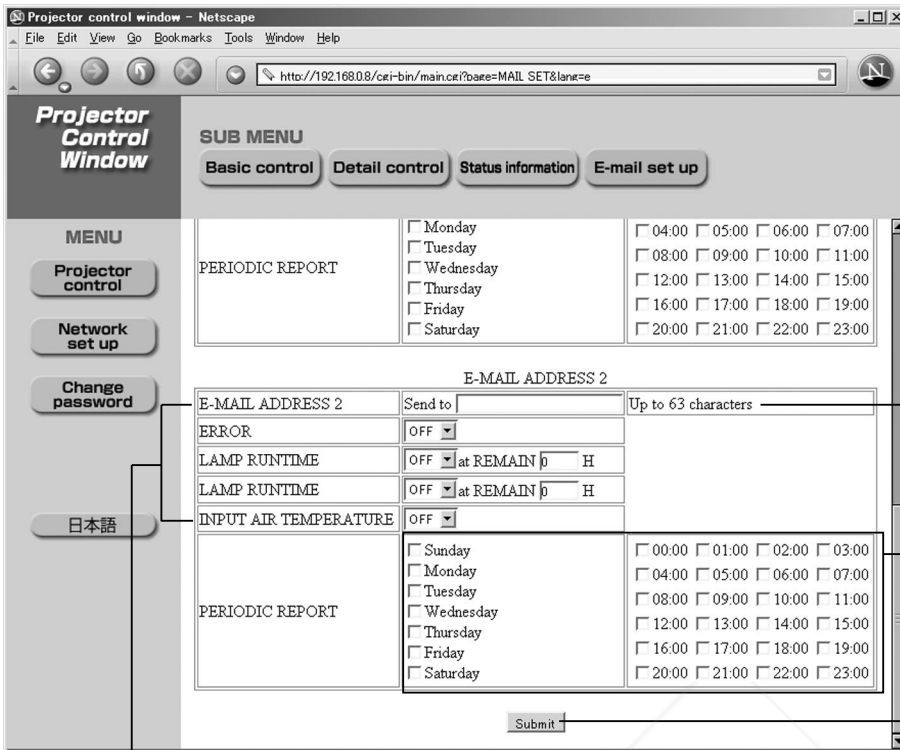 Projector control window - Netscape
File Edit View Go Bookmarks Tools Window Help
http://192.168.0.8/cgi-bin/main.cgi?page=MAIL_SET&lang=e
N
Projector
Control
Window
SUB MENU
Basic control Detail control Status information E-mail set up
MENU
Projector
control
Network
set up
Change
password
日本語
PERIODIC REPORT
Monday
Tuesday
Wednesday
Thursday
Friday
Saturday
04:00 05:00 06:00 07:00
08:00 09:00 10:00 11:00
12:00 13:00 14:00 15:00
16:00 17:00 18:00 19:00
20:00 21:00 22:00 23:00
E-MAIL ADDRESS 2
E-MAIL ADDRESS 2 Send to Up to 63 characters
ERROR OFF
LAMP RUNTIME OFF at REMAIN 0 H
LAMP RUNTIME OFF at REMAIN 0 H
INPUT AIR TEMPERATURE OFF
PERIODIC REPORT
Sunday
Monday
Tuesday
Wednesday
Thursday
Friday
Saturday
00:00 01:00 02:00 03:00
04:00 05:00 06:00 07:00
08:00 09:00 10:00 11:00
12:00 13:00 14:00 15:00
16:00 17:00 18:00 19:00
20:00 21:00 22:00 23:00
Submit